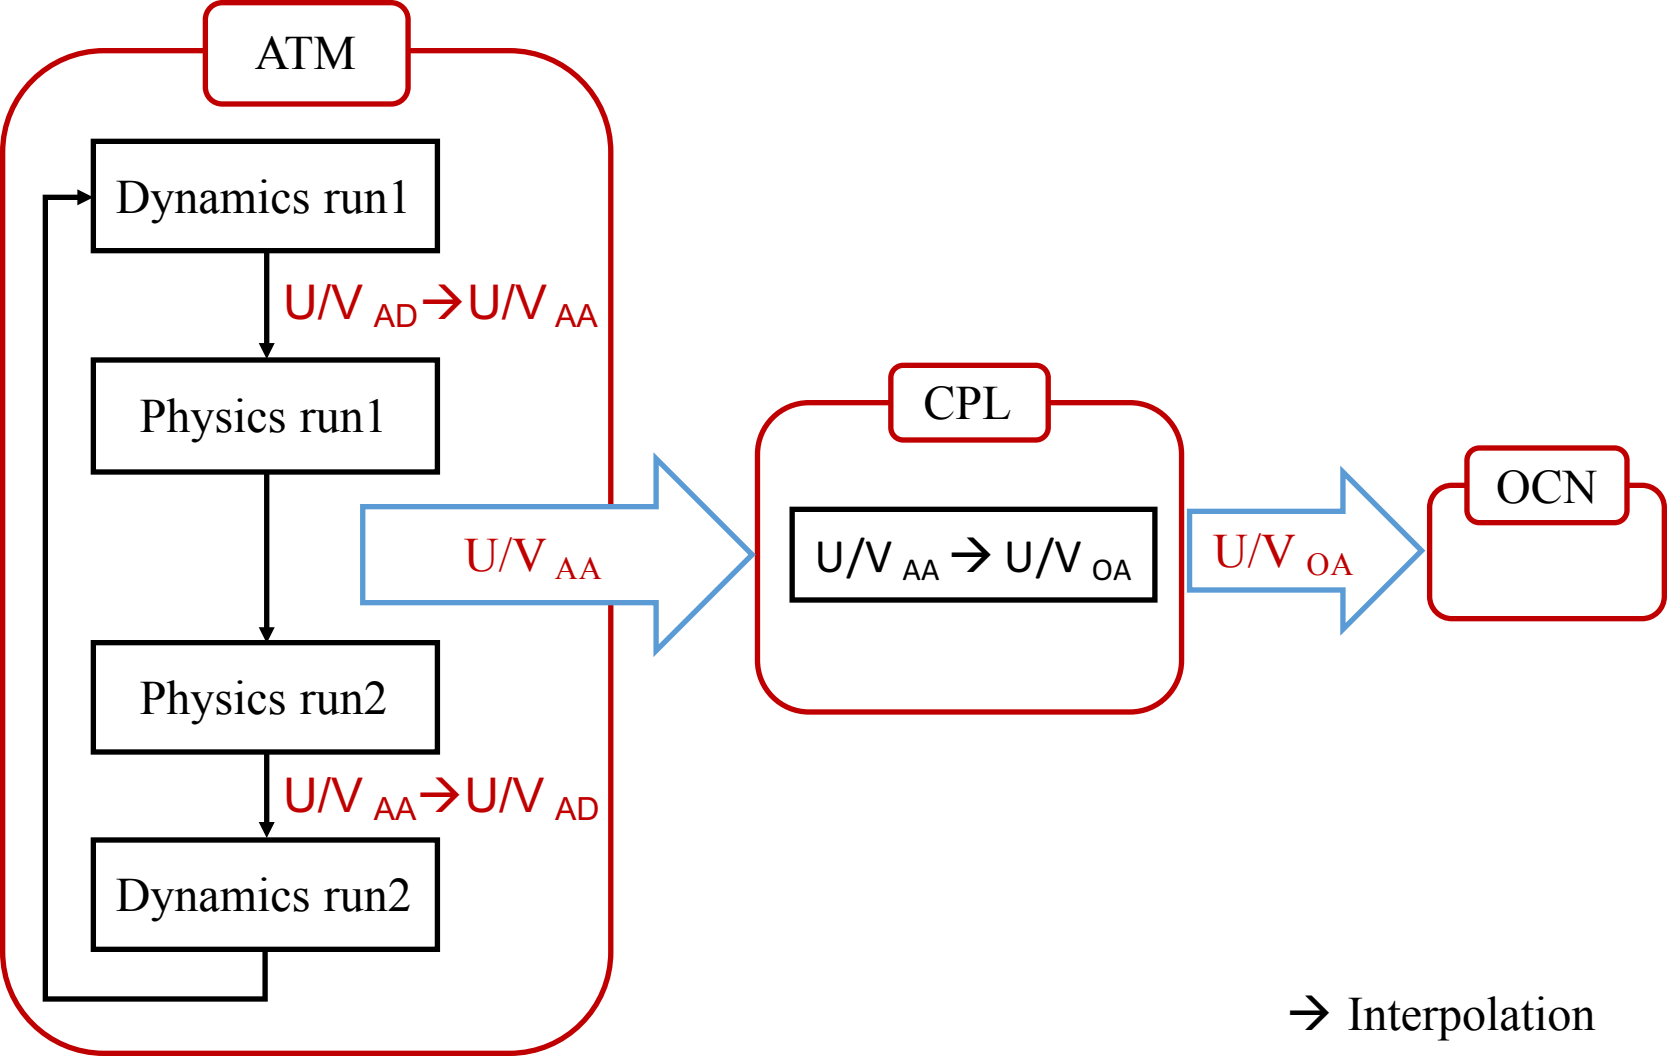 ATM
Dynamics run1
U/V AD → U/V AA
Physics run1
U/V AA
Physics run2
U/V AA → U/V AD
Dynamics run2
CPL
U/V AA → U/V OA
U/V OA
OCN
→ Interpolation